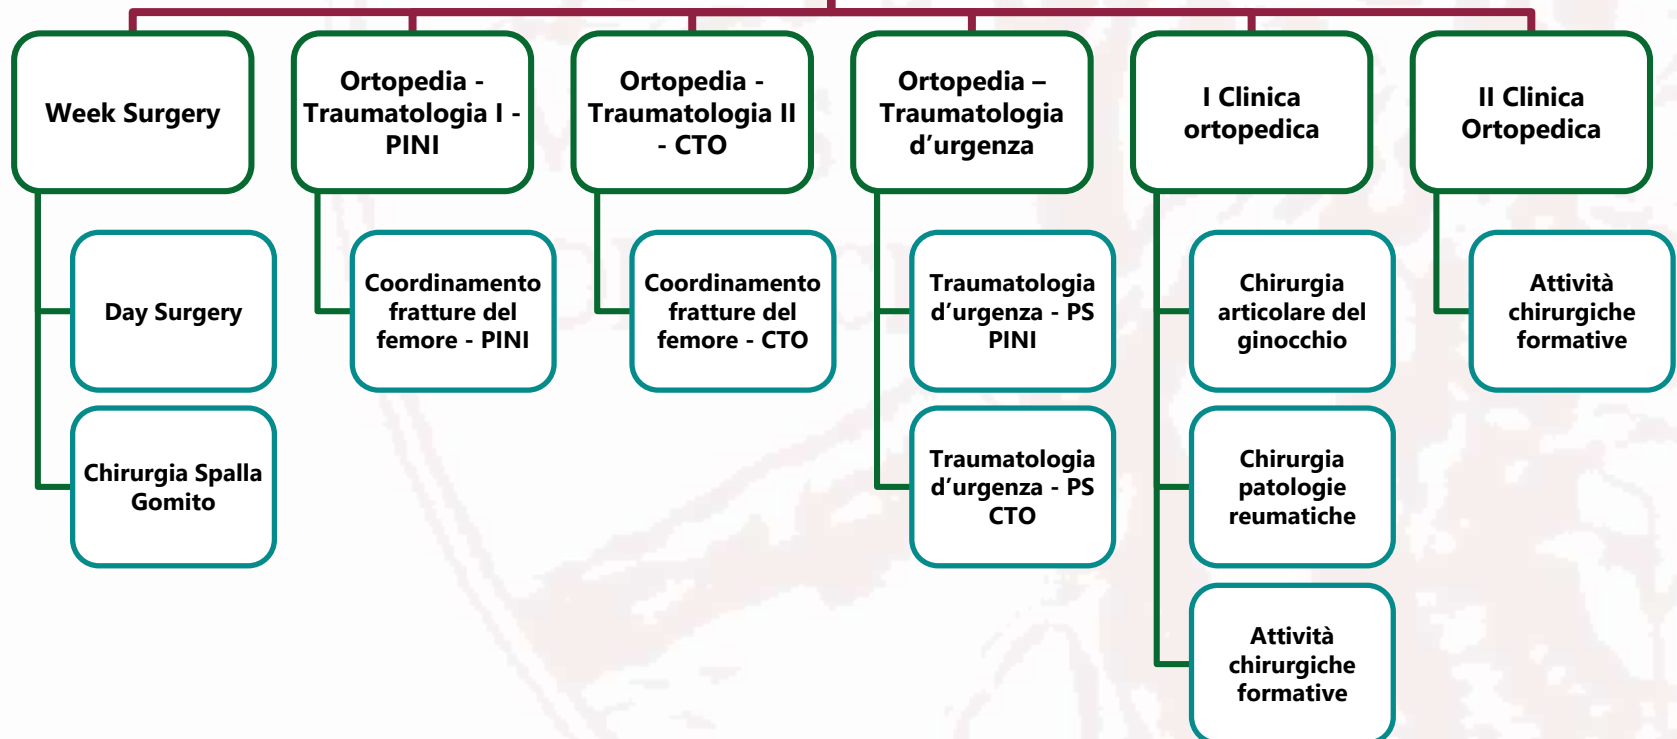 Week Surgery
Ortopedia -
Traumatologia I -
PINI
Ortopedia -
Traumatologia II
- CTO
Ortopedia –
Traumatologia
d’urgenza
I Clinica
ortopedica
II Clinica
Ortopedica
Day Surgery
Coordinamento
fratture del
femore - PINI
Coordinamento
fratture del
femore - CTO
Traumatologia
d’urgenza - PS
PINI
Chirurgia
articolare del
ginocchio
Attività
chirurgiche
formative
Chirurgia Spalla
Gomito
Traumatologia
d’urgenza - PS
CTO
Chirurgia
patologie
reumatiche
Attività
chirurgiche
formative